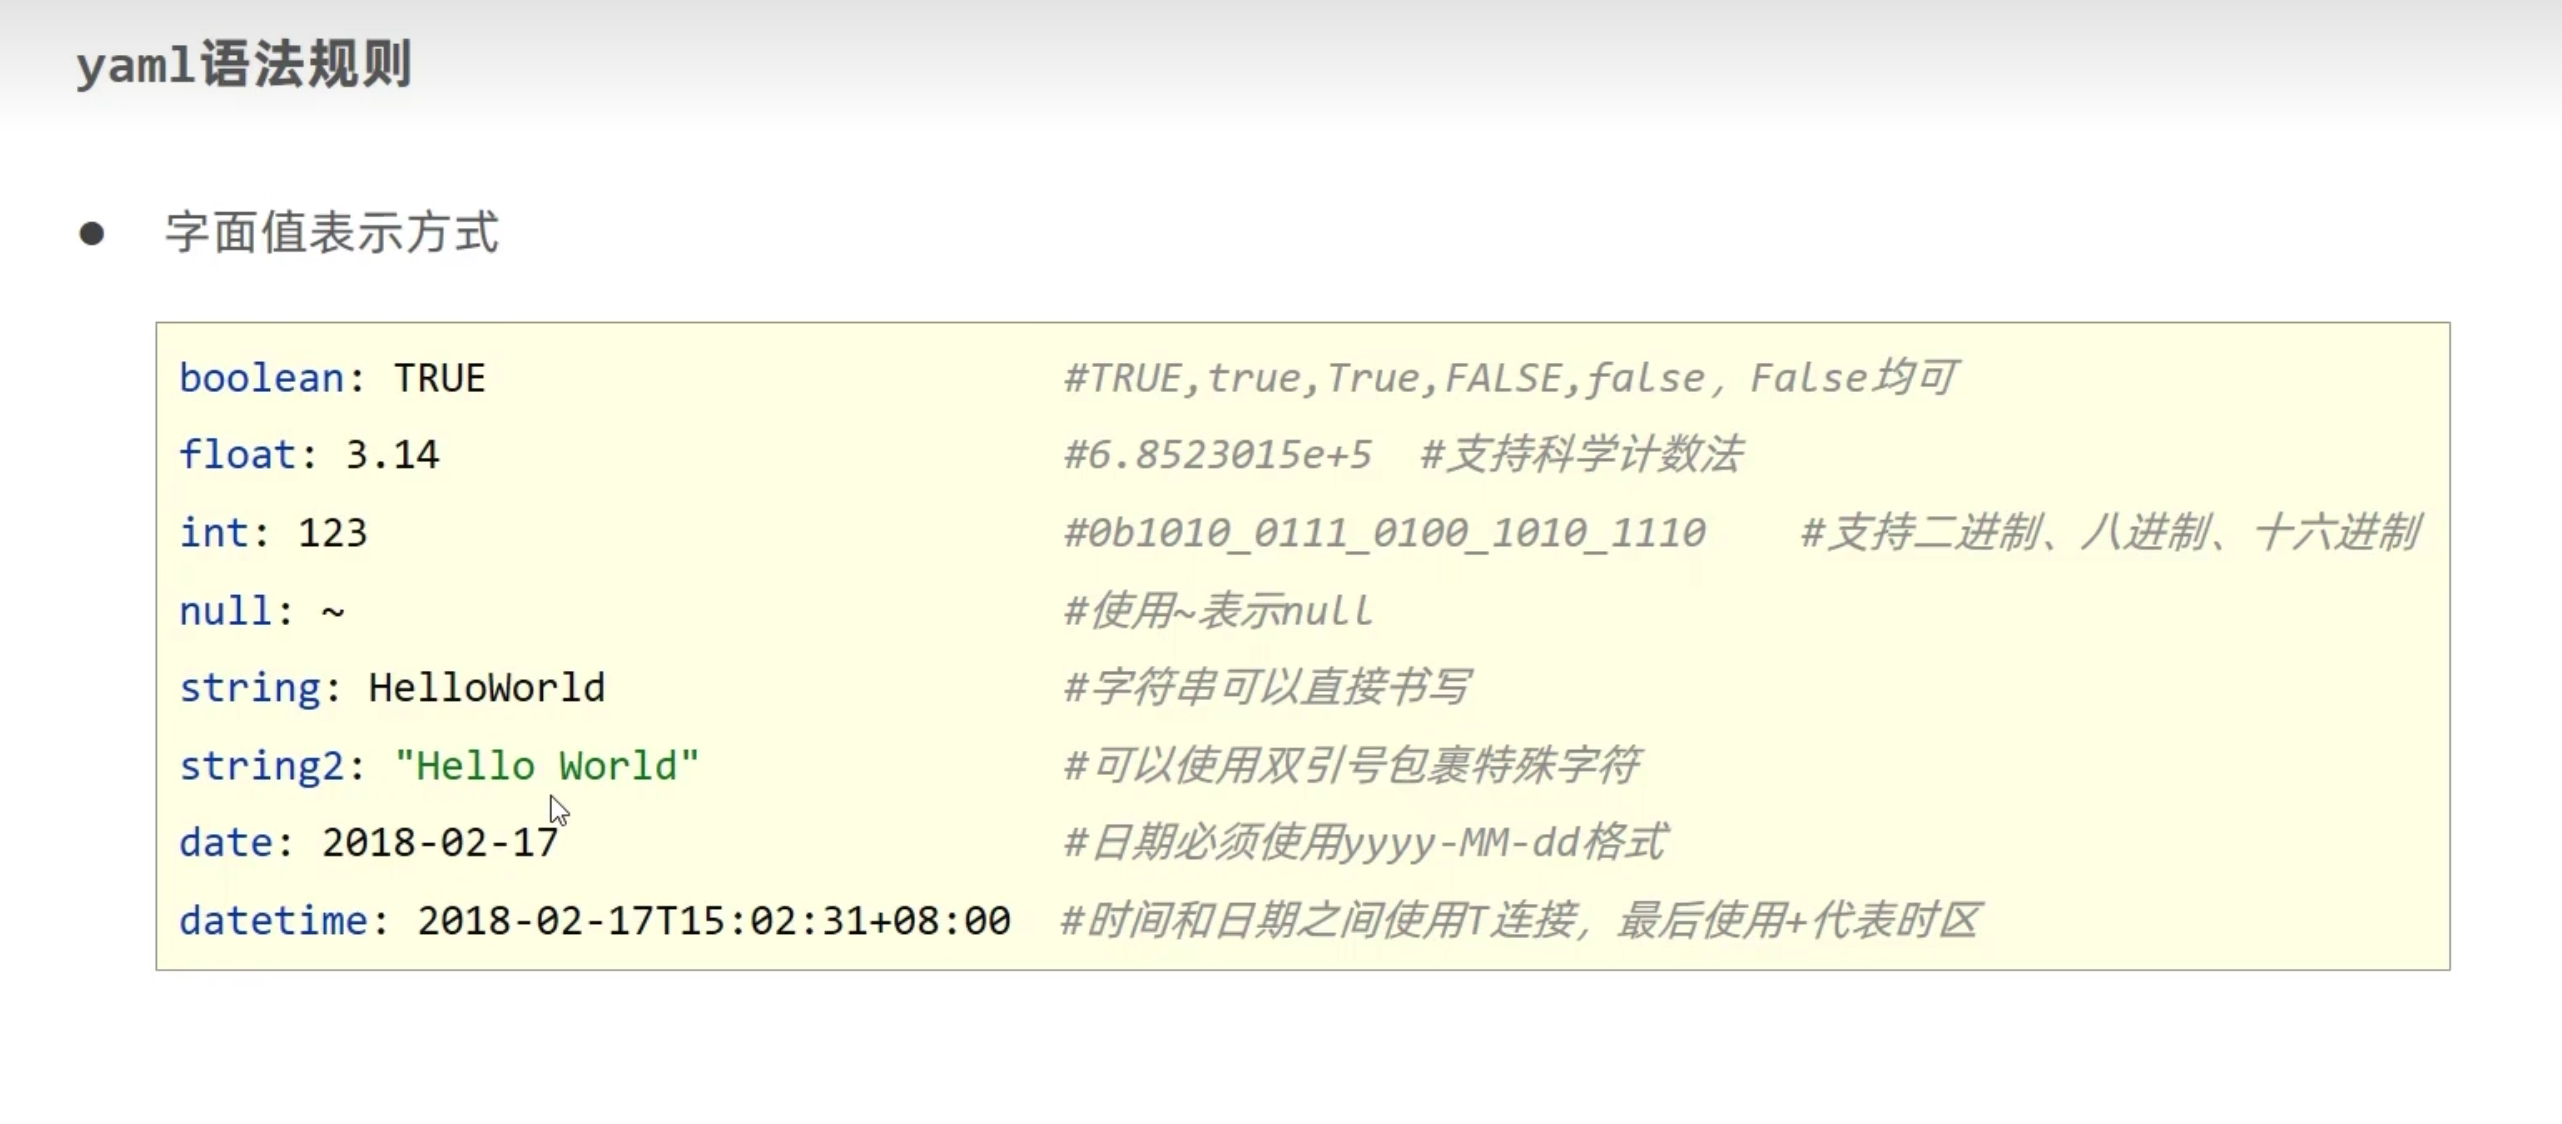 yaml语法规则
● 字面值表示方式
boolean: TRUE #TRUE,true,True,FALSE,false，False均可
float: 3.14 #6.8523015e+5 #支持科学计数法
int: 123 #0b1010_0111_0100_1010_1110 #支持二进制、八进制、十六进制
null: ~ #使用~表示null
string: HelloWorld #字符串可以直接书写
string2: "Hello World" #可以使用双引号包裹特殊字符
date: 2018-02-17 #日期必须使用yyyy-MM-dd格式
datetime: 2018-02-17T15:02:31+08:00 #时间和日期之间使用T连接，最后使用+代表时区